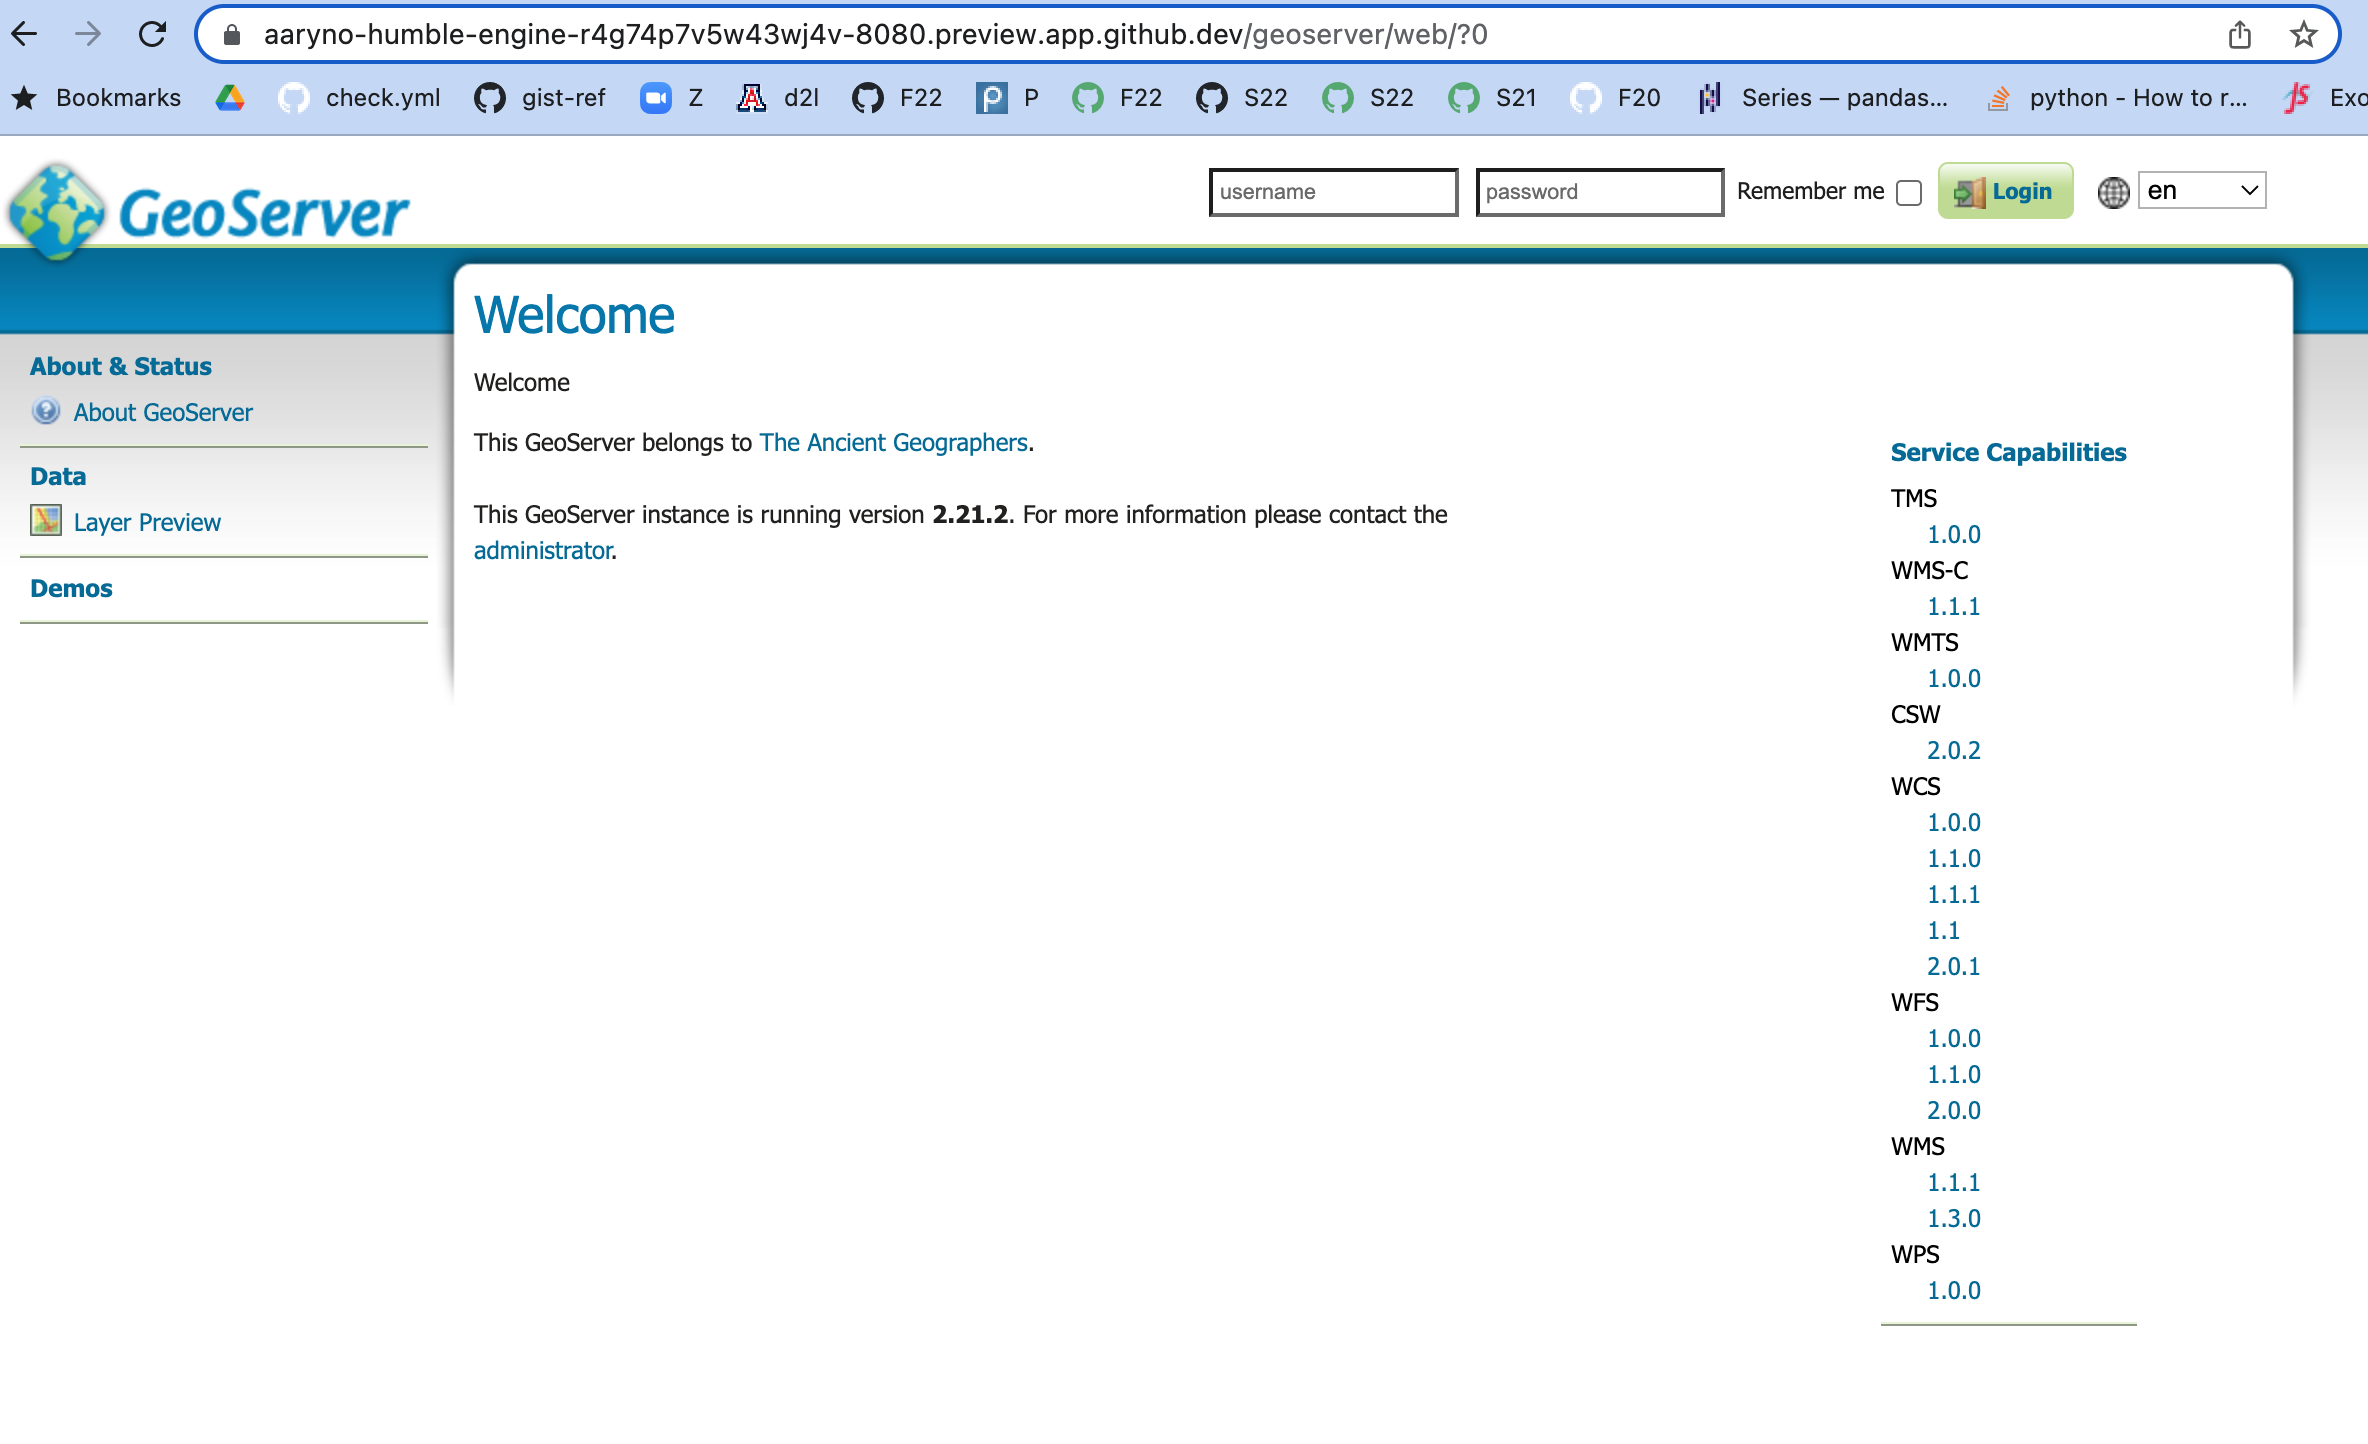 aaryno-humble-engine-r4g74p7v5w43wj4v-8080.preview.app.github.dev/geoserver/web/?0
Bookmarks check.yml gist-ref Z d2l F22 P F22 S22 S22 S21 F20 Series — pandas... python - How to r... JS Exo
GeoServer
username password Remember me Login en
Welcome
Welcome
This GeoServer belongs to The Ancient Geographers.
This GeoServer instance is running version 2.21.2. For more information please contact the
administrator.
About & Status
About GeoServer
Data
Layer Preview
Demos
Service Capabilities
TMS
1.0.0
WMS-C
1.1.1
WMTS
1.0.0
CSW
2.0.2
WCS
1.0.0
1.1.0
1.1.1
1.1
2.0.1
WFS
1.0.0
1.1.0
2.0.0
WMS
1.1.1
1.3.0
WPS
1.0.0